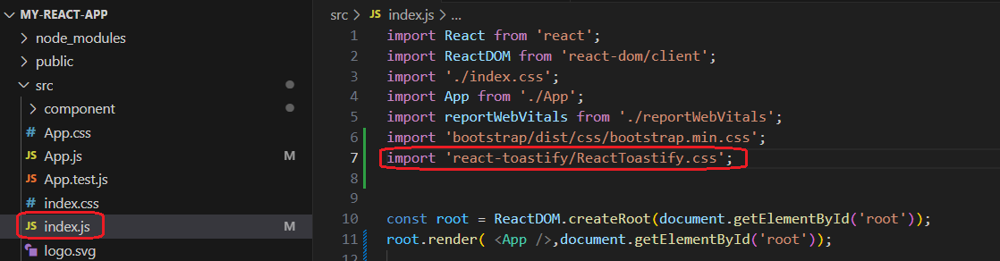 MY-REACT-APP
node_modules
public
src
component
App.css
JS App.js M
App.test.js
index.css
JS index.js M
logo.svg
src > JS index.js > ...
1 import React from 'react';
2 import ReactDOM from 'react-dom/client';
3 import './index.css';
4 import App from './App';
5 import reportWebVitals from './reportWebVitals';
6 import 'bootstrap/dist/css/bootstrap.min.css';
7 import 'react-toastify/ReactToastify.css';
8
9
10 const root = ReactDOM.createRoot(document.getElementById('root'));
11 root.render( <App />,document.getElementById('root'));
12